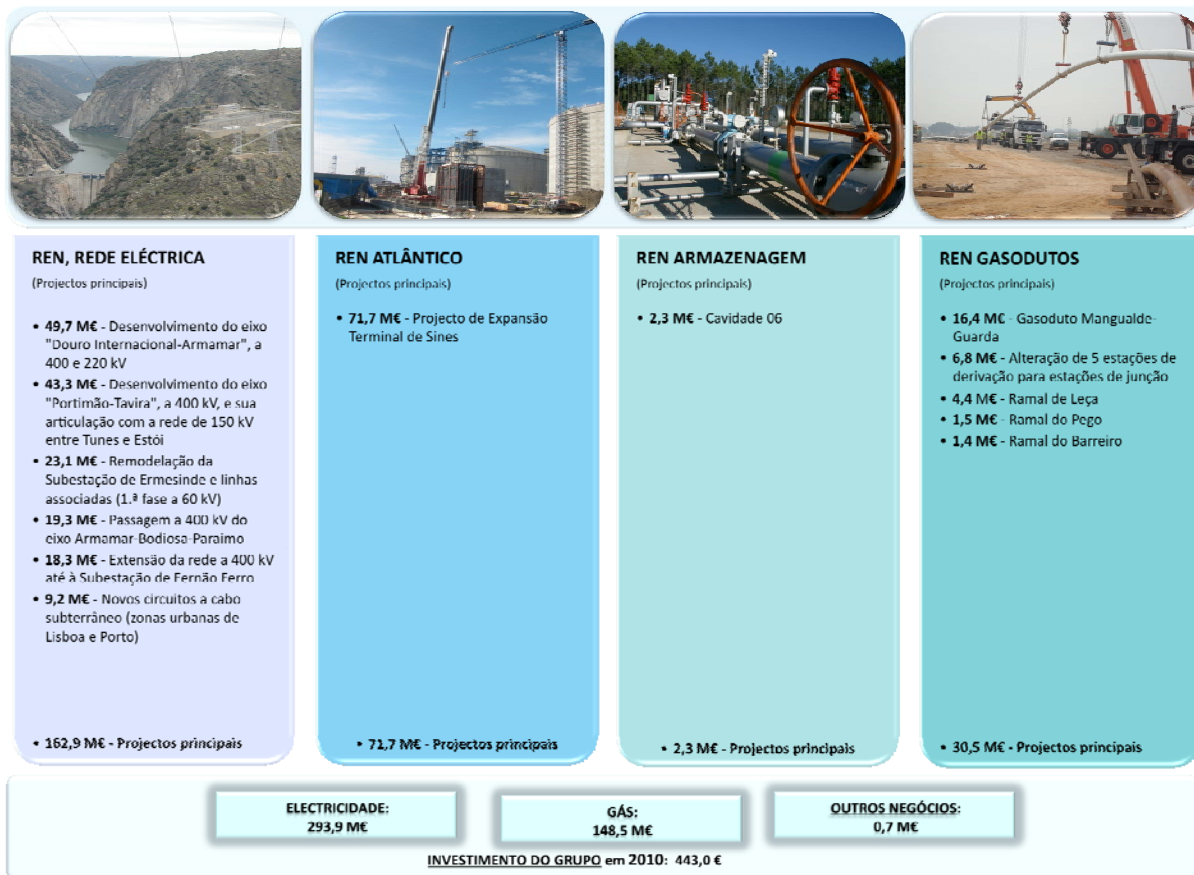 REN, REDE ELÉCTRICA
(Projectos principais)
• 49,7 M€ - Desenvolvimento do eixo
"Douro Internacional-Armamar", a
400 e 220 kV
• 43,3 M€ - Desenvolvimento do eixo
"Portimão-Tavira", a 400 kV, e sua
articulação com a rede de 150 kV
entre Tunes e Estói
• 23,1 M€ - Remodelação da
Subestação de Ermesinde e linhas
associadas (1.ª fase a 60 kV)
• 19,3 M€ - Passagem a 400 kV do
eixo Armamar-Bodiosa-Paraimo
• 18,3 M€ - Extensão da rede a 400 kV
até à Subestação de Fernão Ferro
• 9,2 M€ - Novos circuitos a cabo
subterrâneo (zonas urbanas de
Lisboa e Porto)
• 162,9 M€ - Projectos principais
REN ATLÂNTICO
(Projectos principais)
• 71,7 M€ - Projecto de Expansão
Terminal de Sines
• 71,7 M€ - Projectos principais
REN ARMAZENAGEM
(Projectos principais)
• 2,3 M€ - Cavidade 06
• 2,3 M€ - Projectos principais
REN GASODUTOS
(Projectos principais)
• 16,4 M€ - Gasoduto Mangualde-
Guarda
• 6,8 M€ - Alteração de 5 estações de
derivação para estações de junção
• 4,4 M€ - Ramal de Leça
• 1,5 M€ - Ramal do Pego
• 1,4 M€ - Ramal do Barreiro
• 30,5 M€ - Projectos principais
ELECTRICIDADE:
293,9 M€
GÁS:
148,5 M€
OUTROS NEGÓCIOS:
0,7 M€
INVESTIMENTO DO GRUPO em 2010: 443,0 €